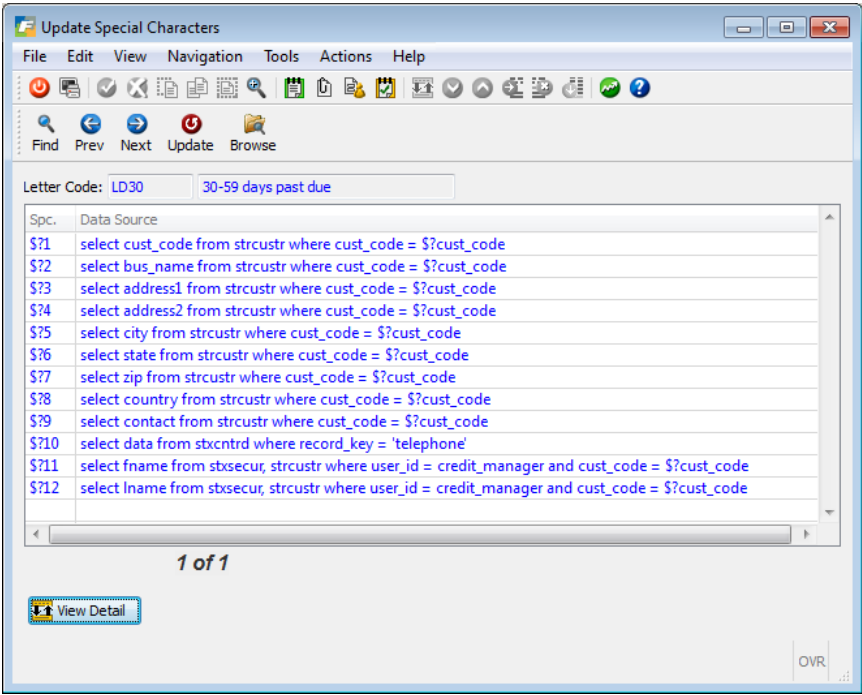 Update Special Characters
File Edit View Navigation Tools Actions Help
Find Prev Next Update Browse
Letter Code: LD30 30-59 days past due
Spc. Data Source
$?1 select cust_code from strcustr where cust_code = $?cust_code
$?2 select bus_name from strcustr where cust_code = $?cust_code
$?3 select address1 from strcustr where cust_code = $?cust_code
$?4 select address2 from strcustr where cust_code = $?cust_code
$?5 select city from strcustr where cust_code = $?cust_code
$?6 select state from strcustr where cust_code = $?cust_code
$?7 select zip from strcustr where cust_code = $?cust_code
$?8 select country from strcustr where cust_code = $?cust_code
$?9 select contact from strcustr where cust_code = $?cust_code
$?10 select data from stxcntrd where record_key = 'telephone'
$?11 select fname from stxsecur, strcustr where user_id = credit_manager and cust_code = $?cust_code
$?12 select lname from stxsecur, strcustr where user_id = credit_manager and cust_code = $?cust_code
1 of 1
View Detail
OVR